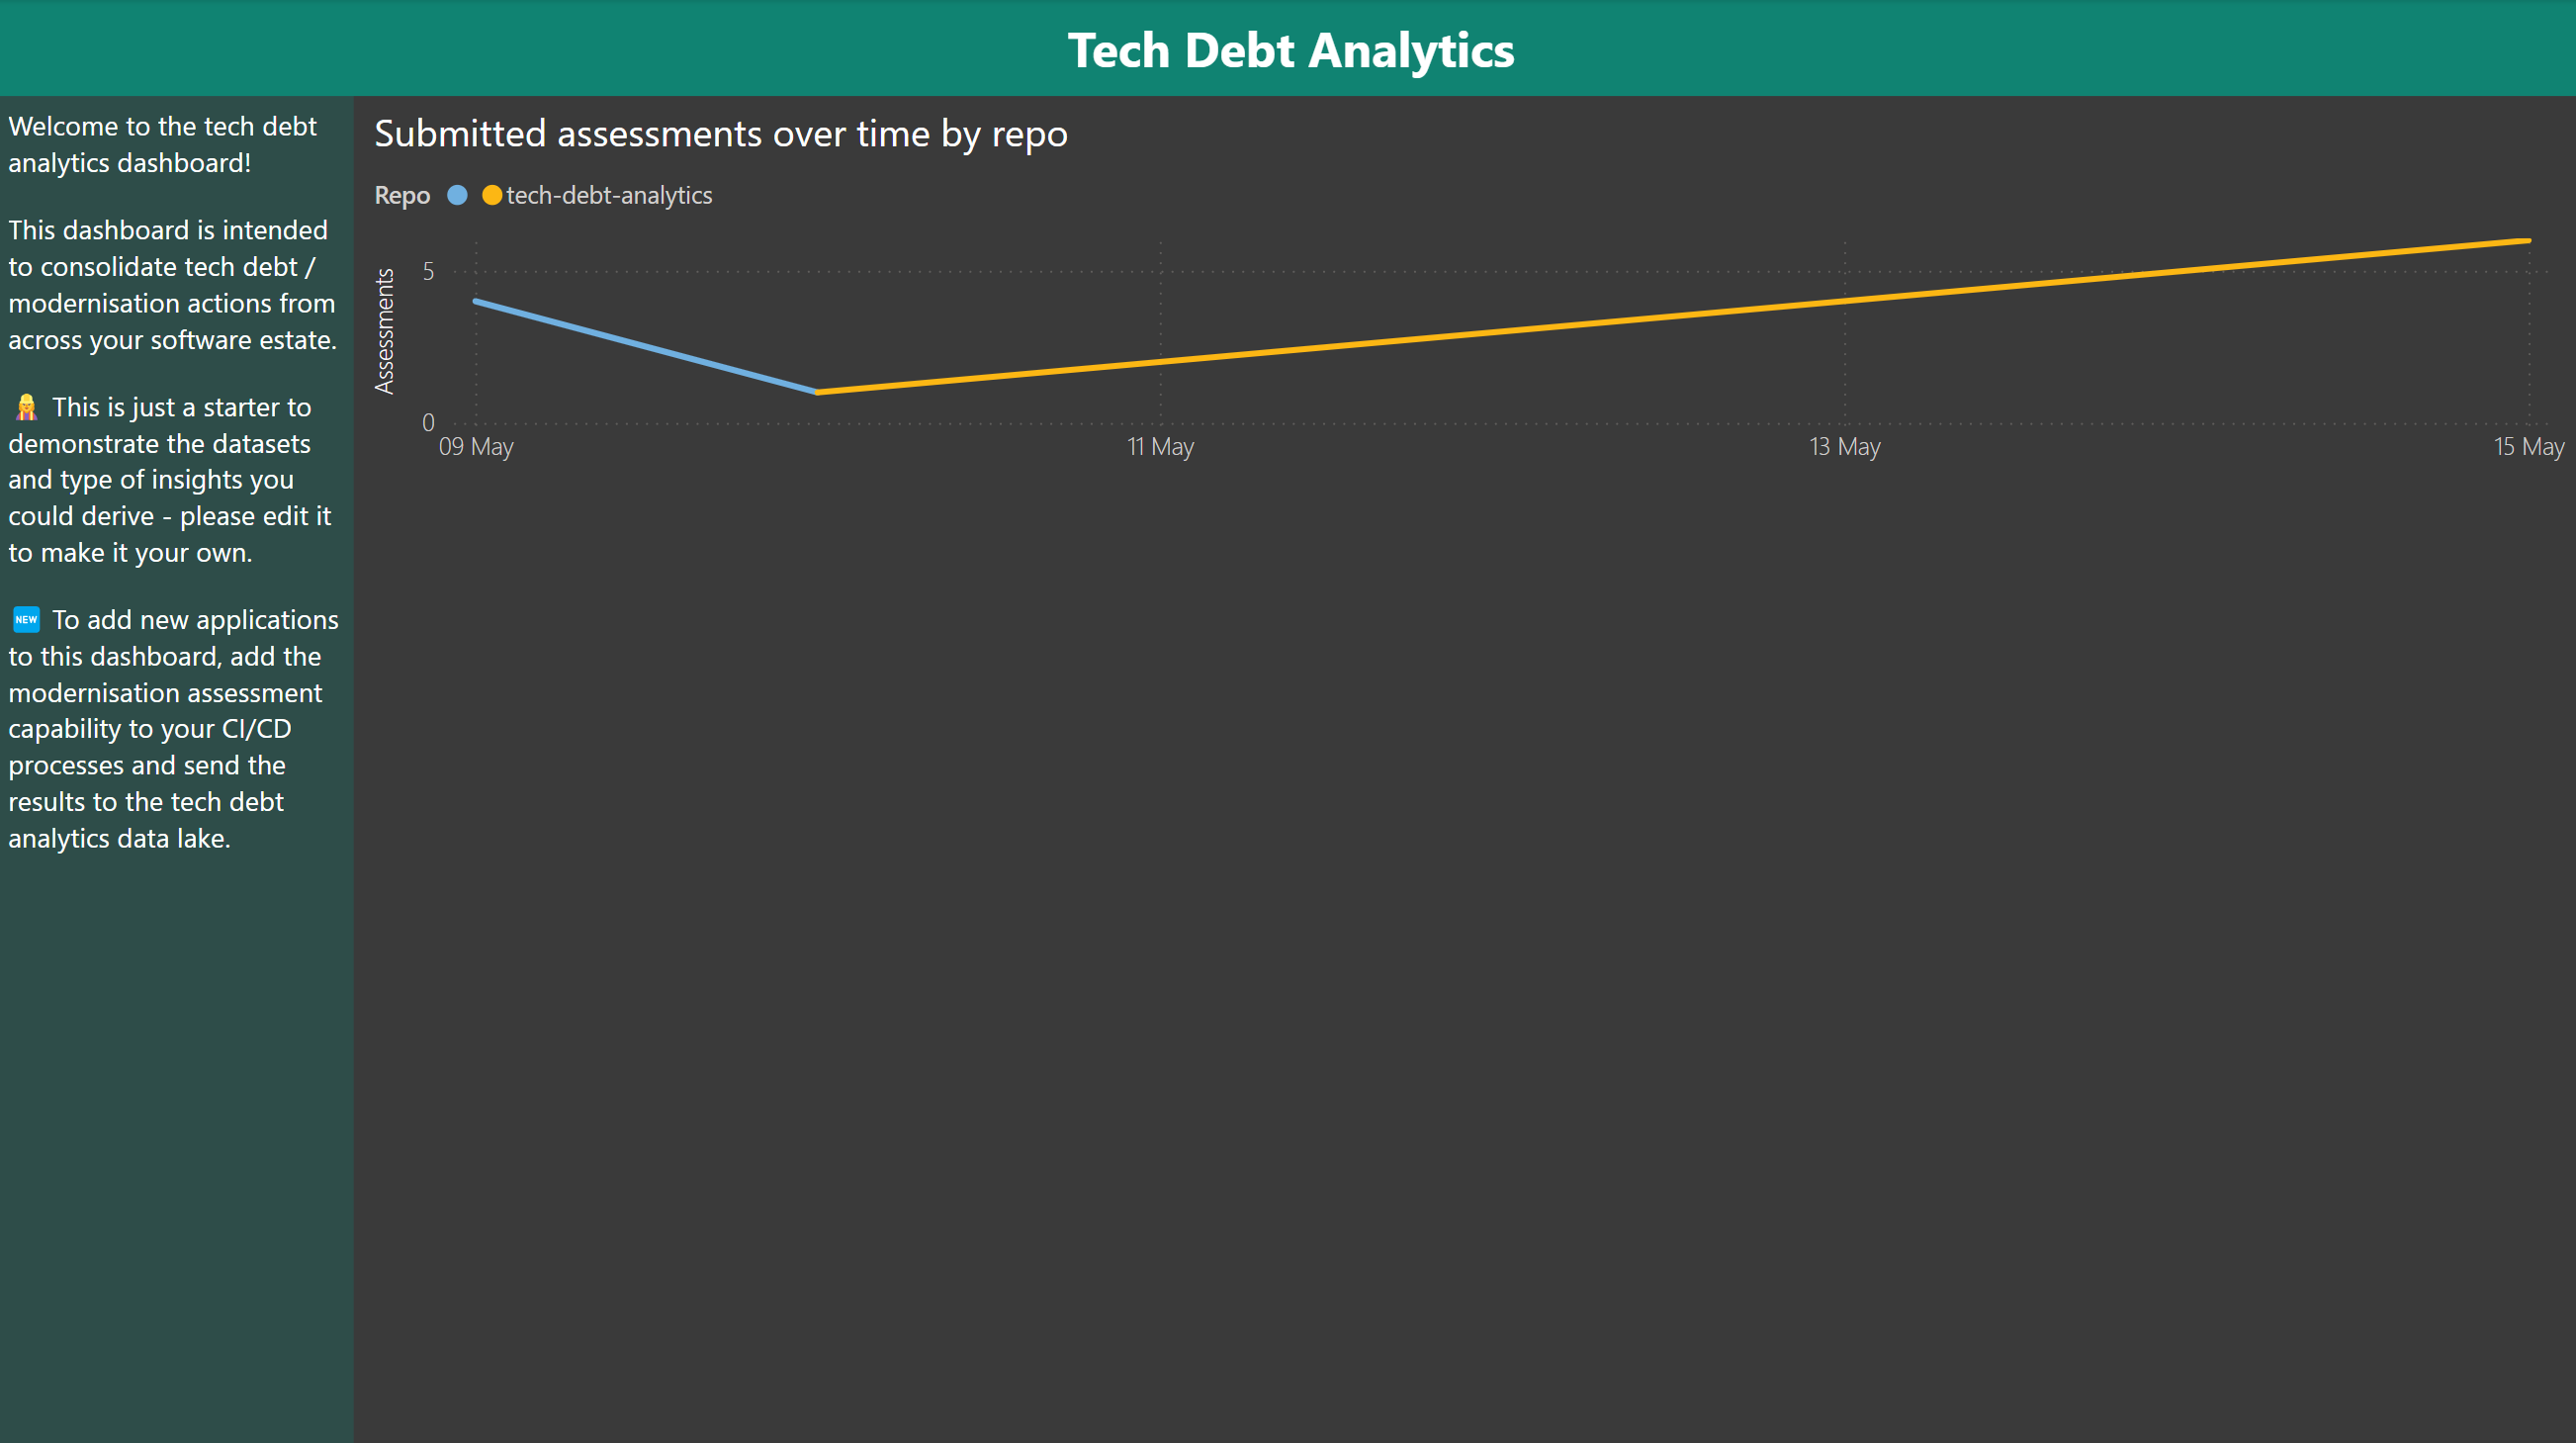 Tech Debt Analytics
Welcome to the tech debt
analytics dashboard!
This dashboard is intended
to consolidate tech debt /
modernisation actions from
across your software estate.
👷‍♀️ This is just a starter to
demonstrate the datasets
and type of insights you
could derive - please edit it
to make it your own.
🆕 To add new applications
to this dashboard, add the
modernisation assessment
capability to your CI/CD
processes and send the
results to the tech debt
analytics data lake.
Submitted assessments over time by repo
Repo
tech-debt-analytics
Assessments
5
0
09 May
11 May
13 May
15 May